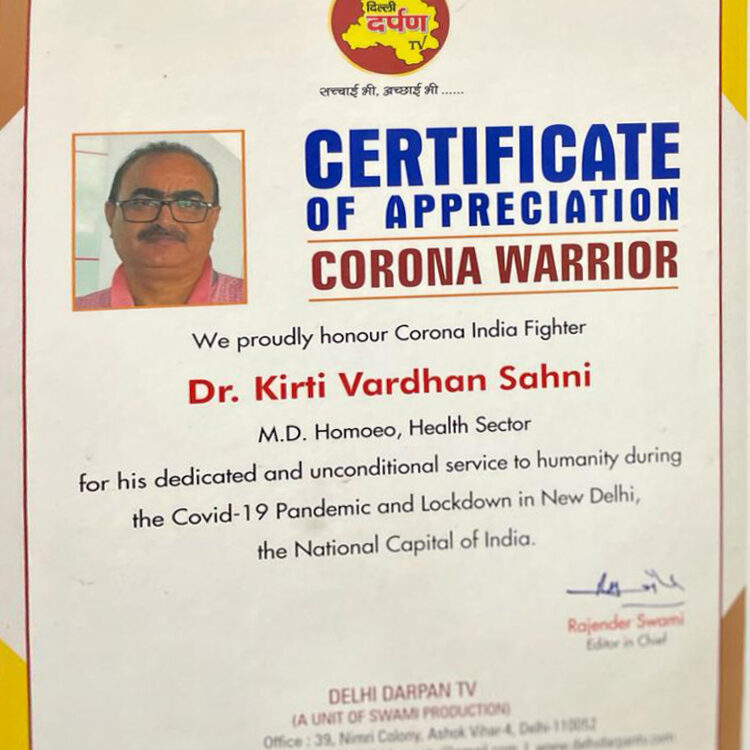 दिल्ली
दर्पण
TV
सच्चाई भी, अच्छाई भी ......
CERTIFICATE
OF APPRECIATION
CORONA WARRIOR
We proudly honour Corona India Fighter
Dr. Kirti Vardhan Sahni
M.D. Homoeo, Health Sector
for his dedicated and unconditional service to humanity during
the Covid-19 Pandemic and Lockdown in New Delhi,
the National Capital of India.
Rajender Swami
Editor in Chief
DELHI DARPAN TV
(A UNIT OF SWAMI PRODUCTION)
Office : 39, Nimri Colony, Ashok Vihar-4, Delhi-110052